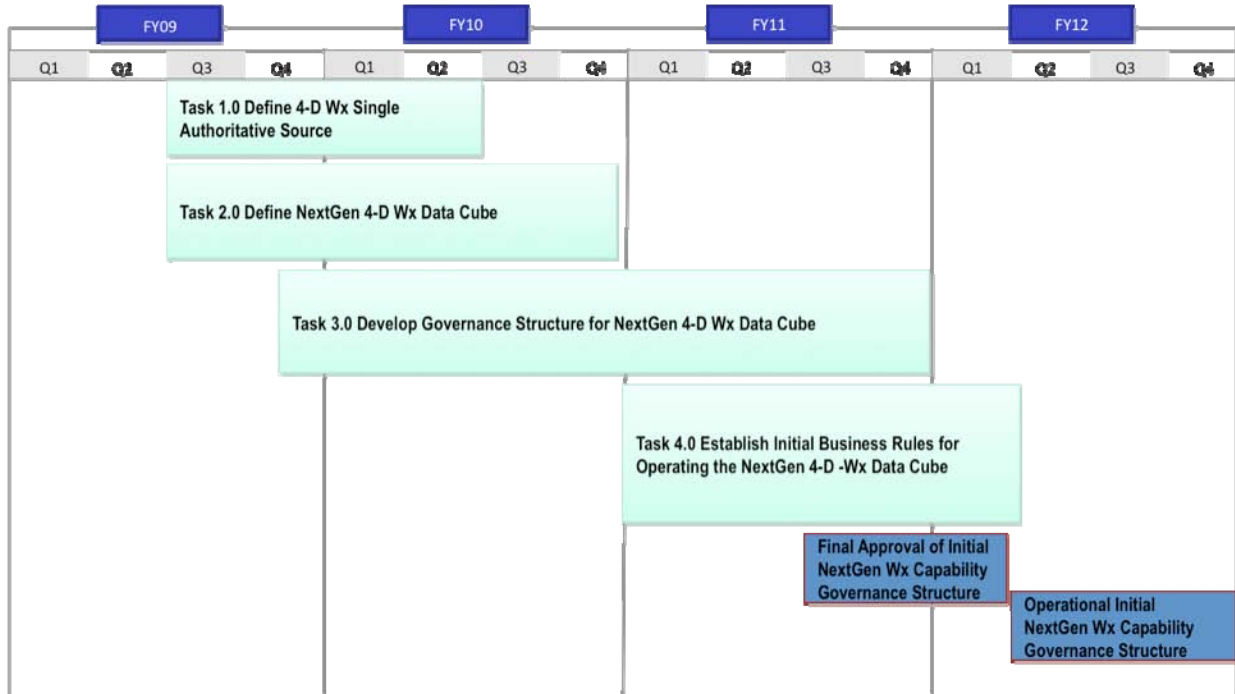 FY09 FY10 FY11 FY12
Q1 Q2 Q3 Q4 Q1 Q2 Q3 Q4 Q1 Q2 Q3 Q4 Q1 Q2 Q3 Q4
Task 1.0 Define 4-D Wx Single
Authoritative Source
Task 2.0 Define NextGen 4-D Wx Data Cube
Task 3.0 Develop Governance Structure for NextGen 4-D Wx Data Cube
Task 4.0 Establish Initial Business Rules for
Operating the NextGen 4-D -Wx Data Cube
Final Approval of Initial
NextGen Wx Capability
Governance Structure
Operational Initial
NextGen Wx Capability
Governance Structure